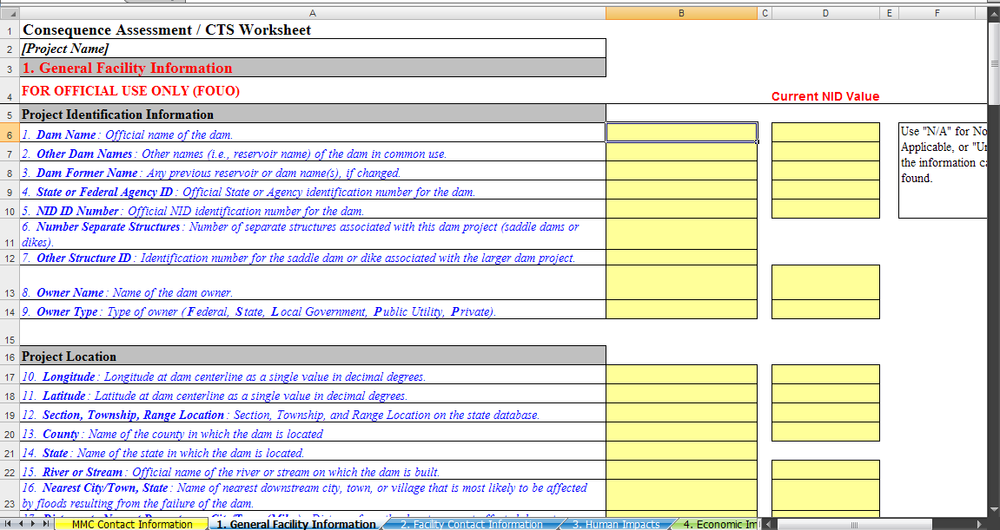 A B C D E F
1 Consequence Assessment / CTS Worksheet
2 [Project Name]
3 1. General Facility Information
4 FOR OFFICIAL USE ONLY (FOUO) Current NID Value
5 Project Identification Information
6 1. Dam Name: Official name of the dam.
7 2. Other Dam Names: Other names (i.e., reservoir name) of the dam in common use.
8 3. Dam Former Name: Any previous reservoir or dam name(s), if changed.
9 4. State or Federal Agency ID: Official State or Agency identification number for the dam.
10 5. NID ID Number: Official NID identification number for the dam.
Use "N/A" for No
Applicable, or "Un
the information ca
found.
6. Number Separate Structures: Number of separate structures associated with this dam project (saddle dams or
11 dikes).
12 7. Other Structure ID: Identification number for the saddle dam or dike associated with the larger dam project.
13 8. Owner Name: Name of the dam owner.
14 9. Owner Type: Type of owner (Federal, State, Local Government, Public Utility, Private).
15
16 Project Location
17 10. Longitude: Longitude at dam centerline as a single value in decimal degrees.
18 11. Latitude: Latitude at dam centerline as a single value in decimal degrees.
19 12. Section, Township, Range Location: Section, Township, and Range Location on the state database.
20 13. County: Name of the county in which the dam is located
21 14. State: Name of the state in which the dam is located.
22 15. River or Stream: Official name of the river or stream on which the dam is built.
16. Nearest City/Town, State: Name of nearest downstream city, town, or village that is most likely to be affected
23 by floods resulting from the failure of the dam.
MMC Contact Information 1. General Facility Information 2. Facility Contact Information 3. Human Impacts 4. Economic Im